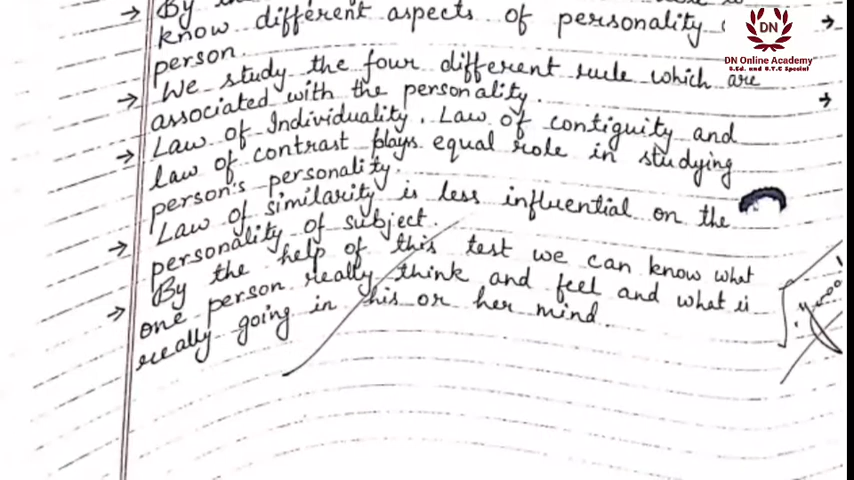 By
know different aspects of personality
person.
We study the four different rule which are
associated with the personality.
Law of Individuality, Law of contiguity and
law of contrast plays equal role in studying
person's personality.
Law of similarity is less influential on the
personality of subject.
By the help of this test we can know what
one person really think and feel and what is
really going in his or her mind.
DN
DN Online Academy
B.Ed. and B.T.C Special